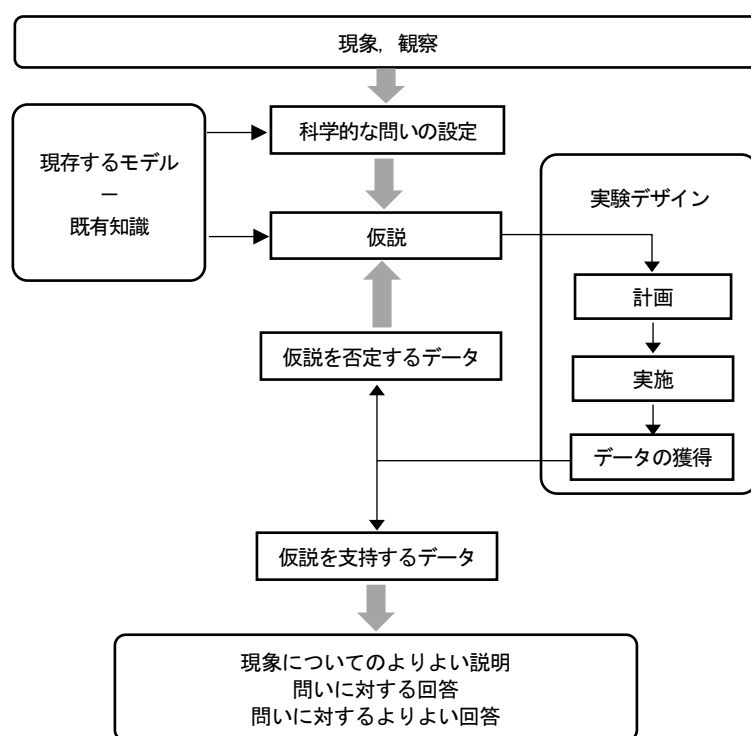 現象，観察
科学的な問いの設定
現存するモデル
－
既有知識
仮説
実験デザイン
計画
仮説を否定するデータ
実施
データの獲得
仮説を支持するデータ
現象についてのよりよい説明
問いに対する回答
問いに対するよりよい回答